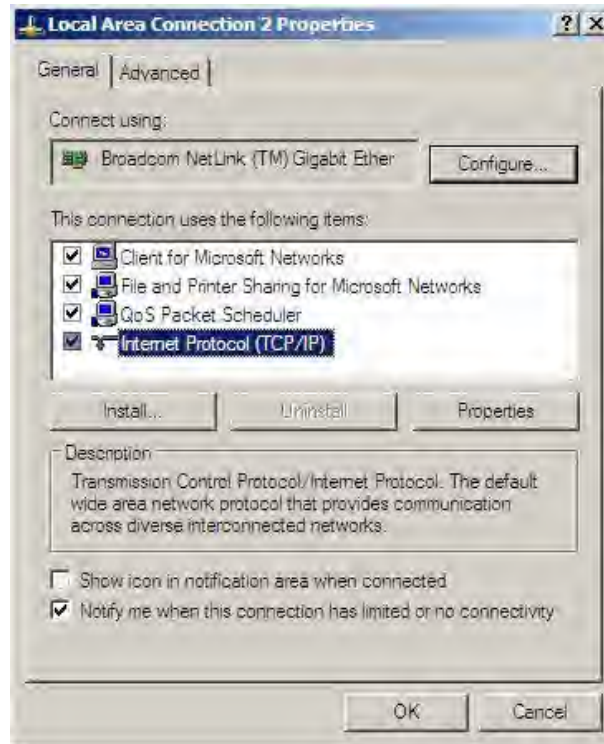 Local Area Connection 2 Properties
General
Advanced
Connect using:
Broadcom NetLink (TM) Gigabit Ether
Configure...
This connection uses the following items:
Client for Microsoft Networks
File and Printer Sharing for Microsoft Networks
QoS Packet Scheduler
Internet Protocol (TCP/IP)
Install...
Uninstall
Properties
Description
Transmission Control Protocol/Internet Protocol. The default
wide area network protocol that provides communication
across diverse interconnected networks.
Show icon in notification area when connected
Notify me when this connection has limited or no connectivity
OK
Cancel